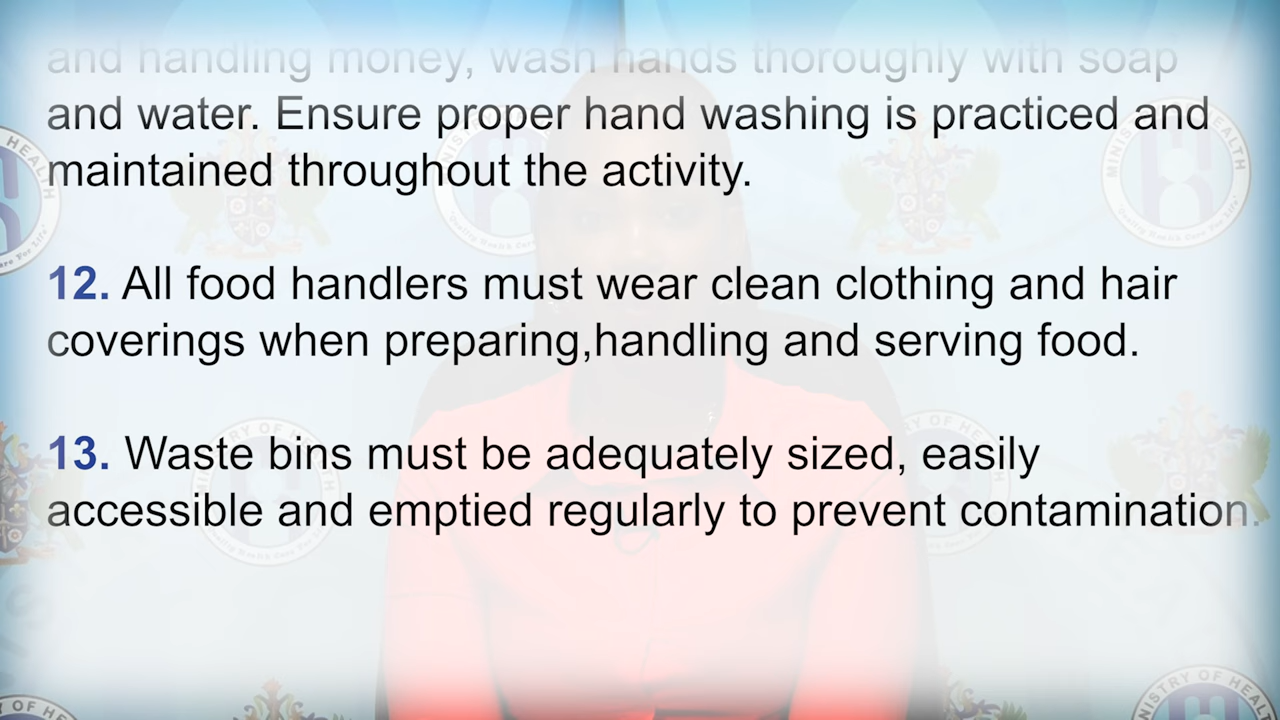 and handling money, wash hands thoroughly with soap
and water. Ensure proper hand washing is practiced and
maintained throughout the activity.
12. All food handlers must wear clean clothing and hair
coverings when preparing,handling and serving food.
13. Waste bins must be adequately sized, easily
accessible and emptied regularly to prevent contamination.